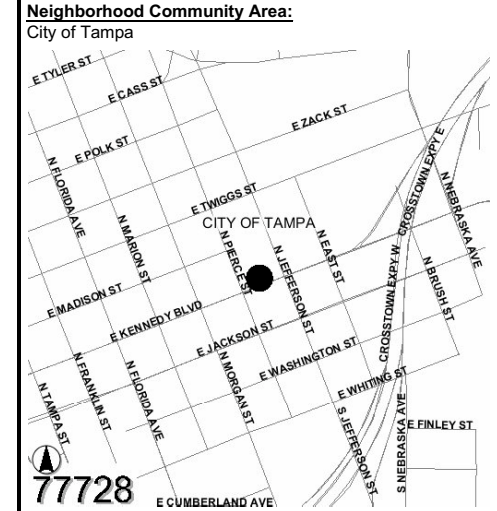 Neighborhood Community Area:
City of Tampa
E TYLER ST
E CASS ST
E ZACK ST
E POLK ST
N FLORIDA AVE
E TWIGGS ST
CITY OF TAMPA
N MARION ST
N PIERCE ST
N JEFFERSON ST
N EAST ST
CROSSTOWN EXPY E
N NEBRASKA AVE
CROSSTOWN EXPY W
N BRUSH ST
E MADISON ST
E KENNEDY BLVD
E JACKSON ST
E WASHINGTON ST
E WHITING ST
N TAMPA ST
N FRANKLIN ST
N FLORIDA AVE
N MORGAN ST
S JEFFERSON ST
S NEBRASKA AVE
E FINLEY ST
77728
E CUMBERLAND AVE